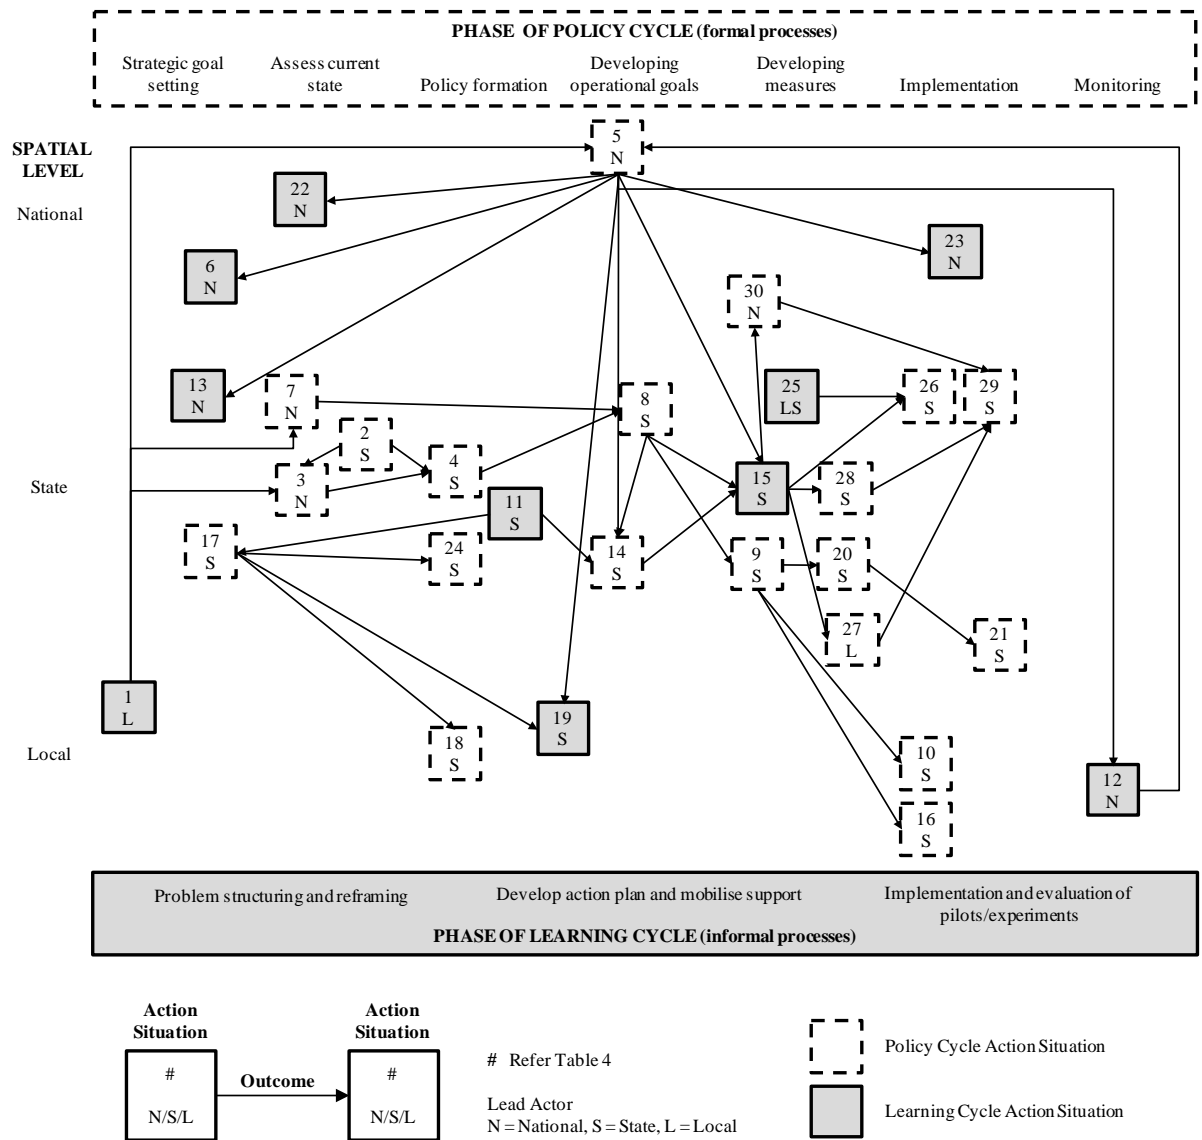 PHASE OF POLICY CYCLE (formal processes)
Strategic goal
setting
Assess current
state
Policy formation
Developing
operational goals
Developing
measures
Implementation
Monitoring
SPATIAL
LEVEL
National
5
N
22
N
23
N
6
N
30
N
13
N
7
N
8
S
25
LS
26
S
29
S
2
S
4
S
State
3
N
11
S
15
S
28
S
17
S
24
S
14
S
9
S
20
S
27
L
21
S
1
L
19
S
Local
18
S
10
S
12
N
16
S
Problem structuring and reframing
Develop action plan and mobilise support
Implementation and evaluation of
pilots/experiments
PHASE OF LEARNING CYCLE (informal processes)
Action
Situation
Action
Situation
#
N/S/L
Outcome
#
N/S/L
# Refer Table 4
Lead Actor
N = National, S = State, L = Local
Policy Cycle Action Situation
Learning Cycle Action Situation